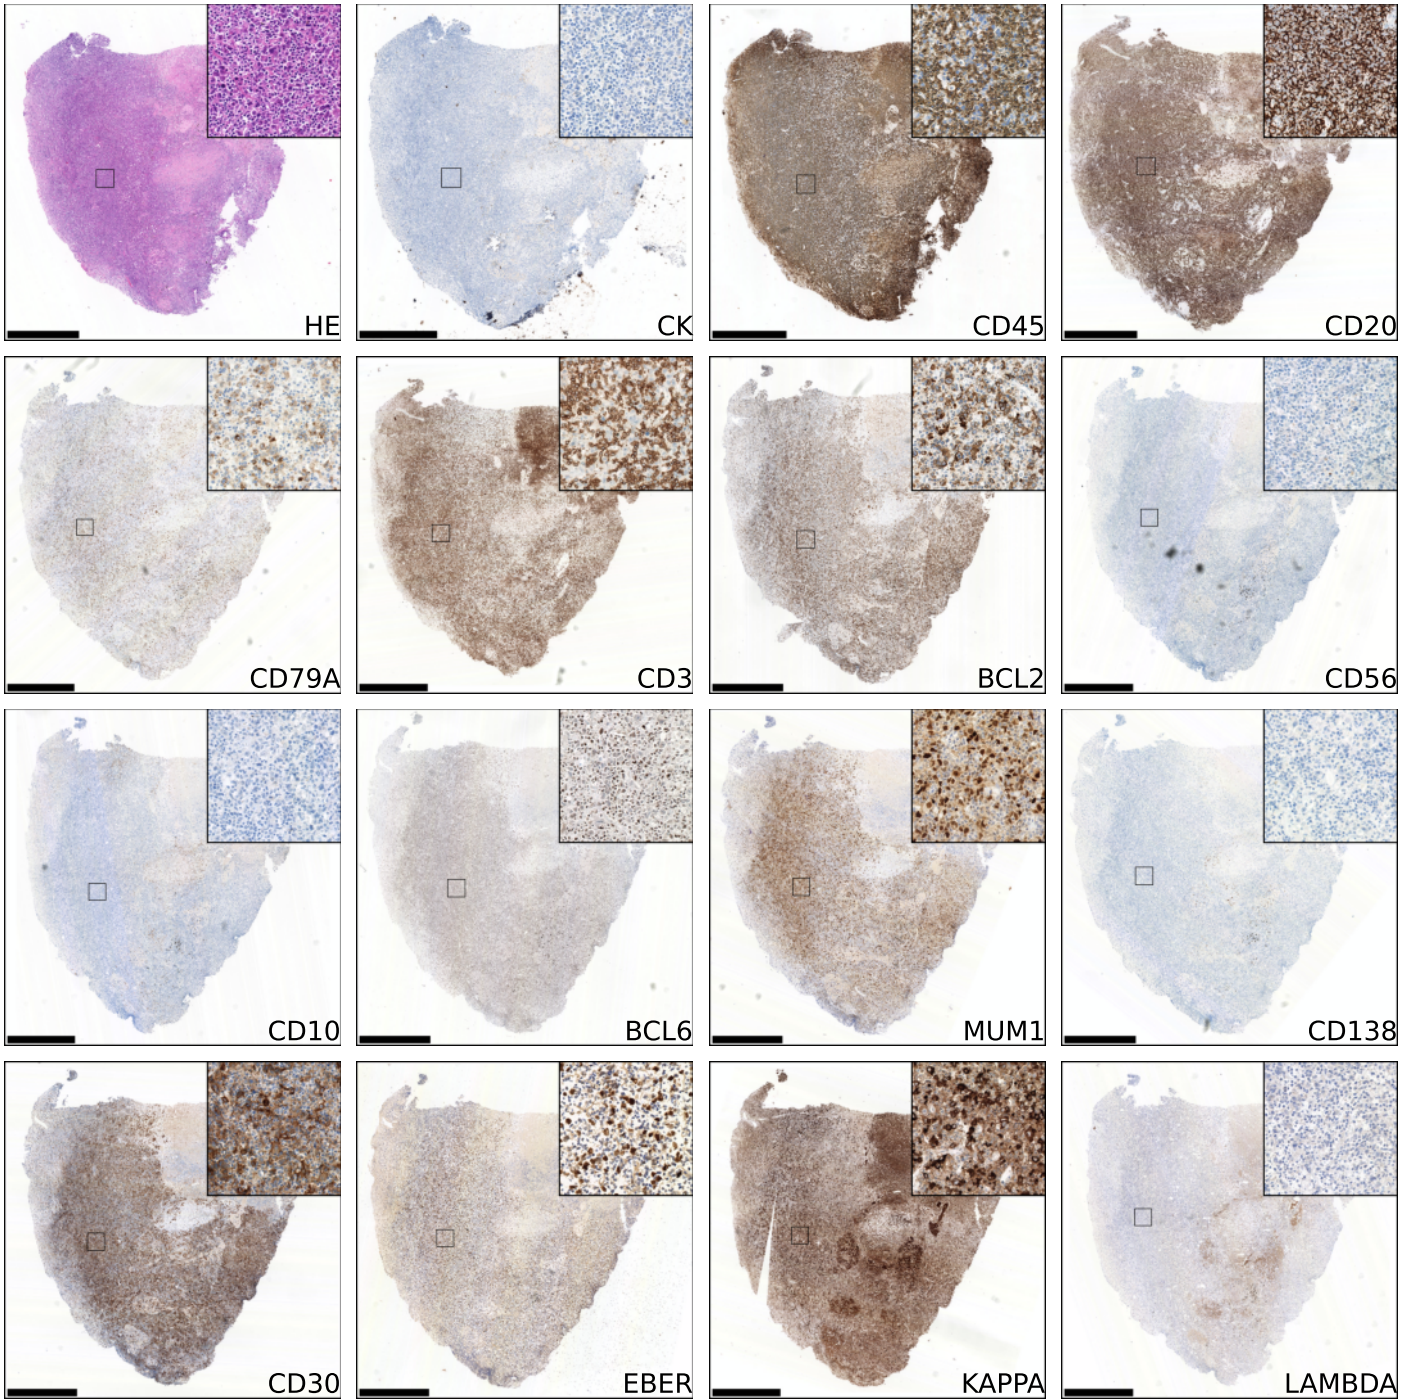 HE
CK
CD45
CD20
CD79A
CD3
BCL2
CD56
CD10
BCL6
MUM1
CD138
CD30
EBER
KAPPA
LAMBDA